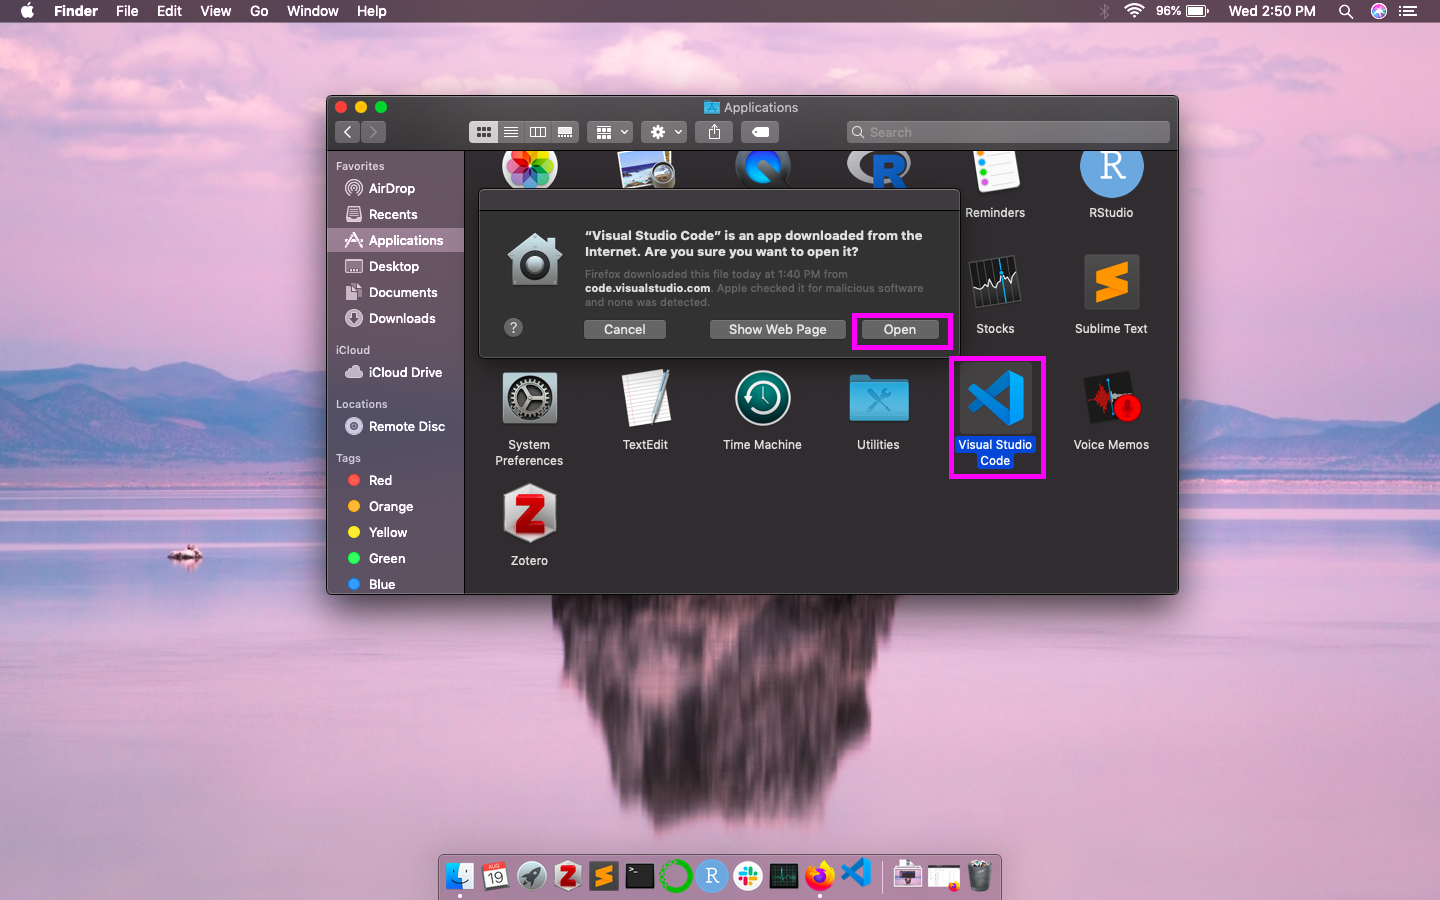 Finder File Edit View Go Window Help 96% Wed 2:50 PM
Applications
Search
Favorites
AirDrop
Recents
Applications
Desktop
Documents
Downloads
iCloud
iCloud Drive
Locations
Remote Disc
Tags
Red
Orange
Yellow
Green
Blue
R
R
Reminders
RStudio
“Visual Studio Code” is an app downloaded from the
Internet. Are you sure you want to open it?
Firefox downloaded this file today at 1:40 PM from
code.visualstudio.com. Apple checked it for malicious software
and none was detected.
? Cancel Show Web Page Open
Stocks
Sublime Text
System
Preferences
TextEdit
Time Machine
Utilities
Visual Studio
Code
Voice Memos
Z
Zotero
AUG
19
Z
>_
R